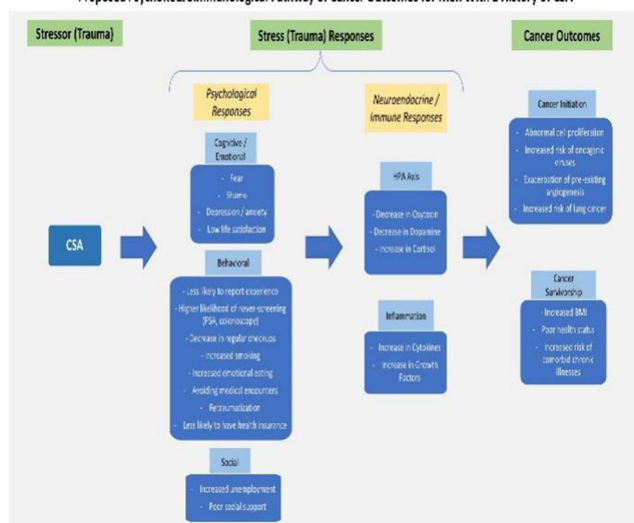 Proposed Psychoneuroimmunological Pathway of Cancer Outcomes for Men With a History of CSA
Stressor (Trauma)
Stress (Trauma) Responses
Cancer Outcomes
Psychological
Responses
Neuroendocrine /
Immune Responses
Cognitive /
Emotional
- Fear
- Shame
- Depression / anxiety
- Low life satisfaction
CSA
Behavioral
- Less likely to report experience
- Higher likelihood of never-screening
(PSA, colonoscopy)
- Decrease in regular checkups
- Increased smoking
- Increased emotional eating
- Avoiding medical encounters
- Retraumatization
- Less likely to have health insurance
Social
- Increased unemployment
- Poor social support
HPA Axis
- Decrease in Oxytocin
- Decrease in Dopamine
- Increase in Cortisol
Inflammation
- Increase in Cytokines
- Increase in Growth
Factors
Cancer Initiation
- Abnormal cell proliferation
- Increased risk of oncogenic
viruses
- Exacerbation of pre-existing
angiogenesis
- Increased risk of lung cancer
Cancer
Survivorship
- Increased BMI
- Poor health status
- Increased risk of
comorbid chronic
illnesses